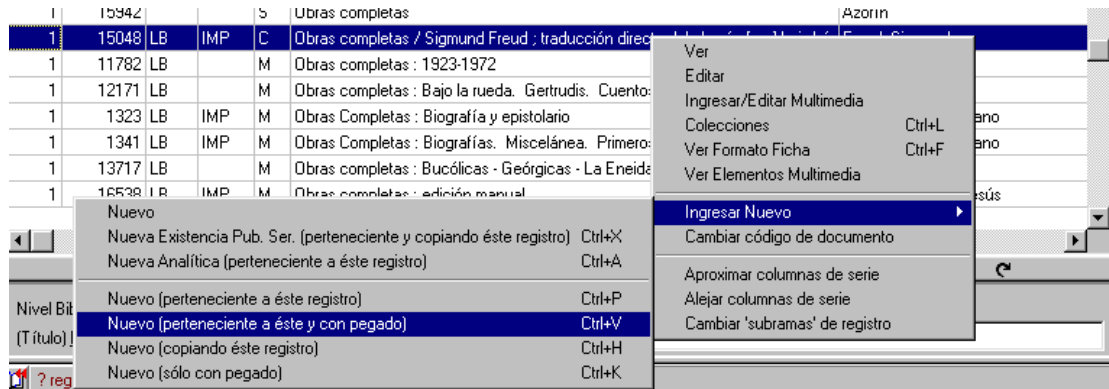 1 15942 S Obras completas Azorín
1 15048 LB IMP C Obras completas / Sigmund Freud ; traducción direct
1 11782 LB M Obras completas : 1923-1972
1 12171 LB M Obras completas : Bajo la rueda. Gertrudis. Cuento
1 1323 LB IMP M Obras Completas : Biografía y epistolario ano
1 1341 LB IMP M Obras completas : Biografías. Miscelánea. Primero ano
1 13717 LB M Obras completas : Bucólicas - Geórgicas - La Eneida
1 16538 LB IMP M Obras completas : edición manual esús
Ver
Editar
Ingresar/Editar Multimedia
Colecciones Ctrl+L
Ver Formato Ficha Ctrl+F
Ver Elementos Multimedia
Ingresar Nuevo
Cambiar código de documento
Aproximar columnas de serie
Alejar columnas de serie
Cambiar 'subramas' de registro
Nuevo
Nueva Existencia Pub. Ser. (perteneciente y copiando éste registro) Ctrl+X
Nueva Analítica (perteneciente a éste registro) Ctrl+A
Nuevo (perteneciente a éste registro) Ctrl+P
Nuevo (perteneciente a éste y con pegado) Ctrl+V
Nuevo (copiando éste registro) Ctrl+H
Nuevo (sólo con pegado) Ctrl+K
Nivel Bit
(Título)
? reg